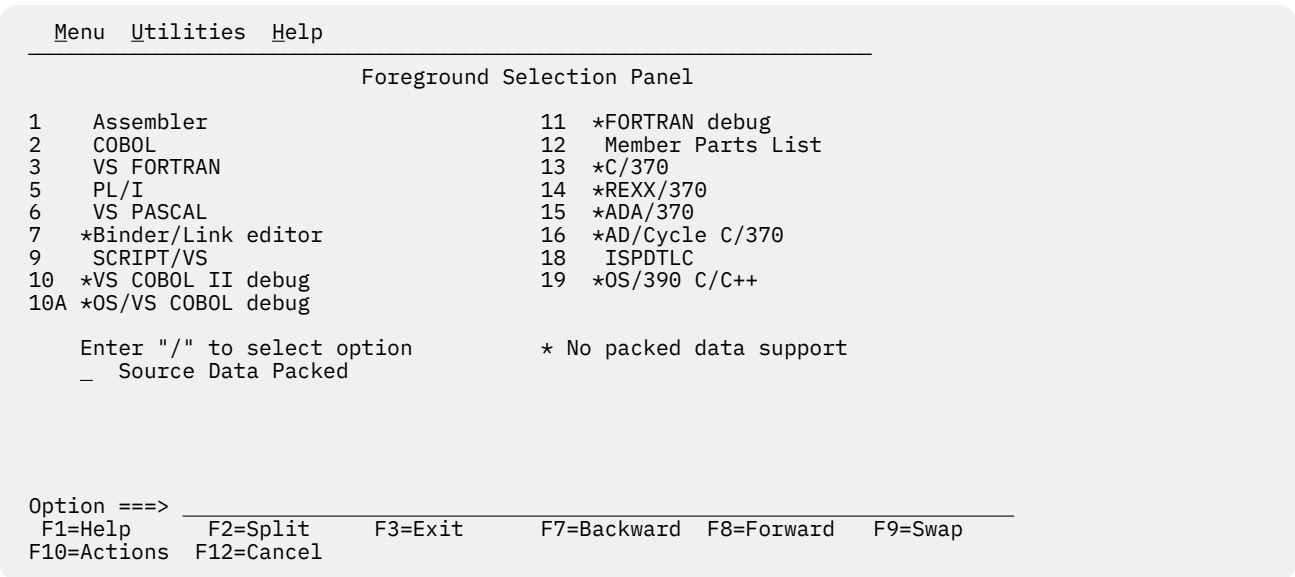 Menu  Utilities  Help
Foreground Selection Panel
1    Assembler                          11  *FORTRAN debug
2    COBOL                              12   Member Parts List
3    VS FORTRAN                         13  *C/370
5    PL/I                               14  *REXX/370
6    VS PASCAL                          15  *ADA/370
7   *Binder/Link editor                 16  *AD/Cycle C/370
9    SCRIPT/VS                          18   ISPDTLC
10  *VS COBOL II debug                  19  *OS/390 C/C++
10A *OS/VS COBOL debug
Enter "/" to select option          * No packed data support
_  Source Data Packed
Option ===> 
F1=Help      F2=Split     F3=Exit      F7=Backward  F8=Forward   F9=Swap
F10=Actions  F12=Cancel